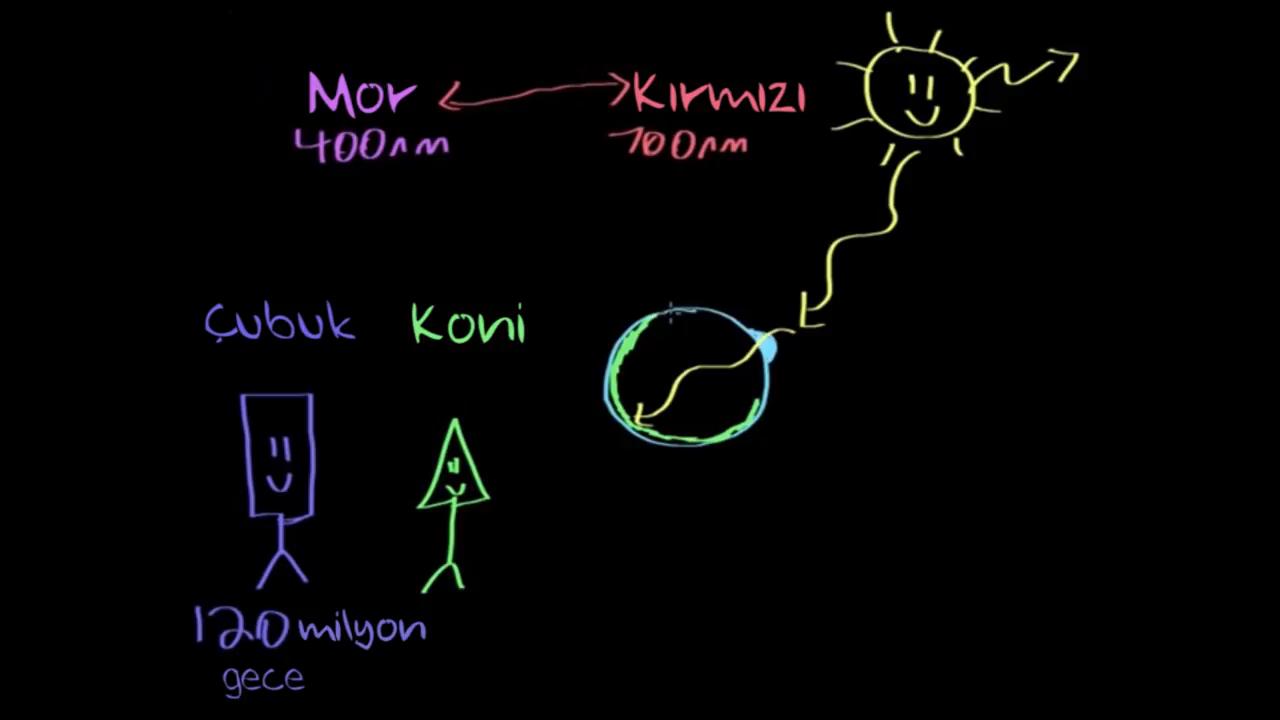 Mor Kırmızı
400nm 700nm
Çubuk Koni
120 milyon
gece